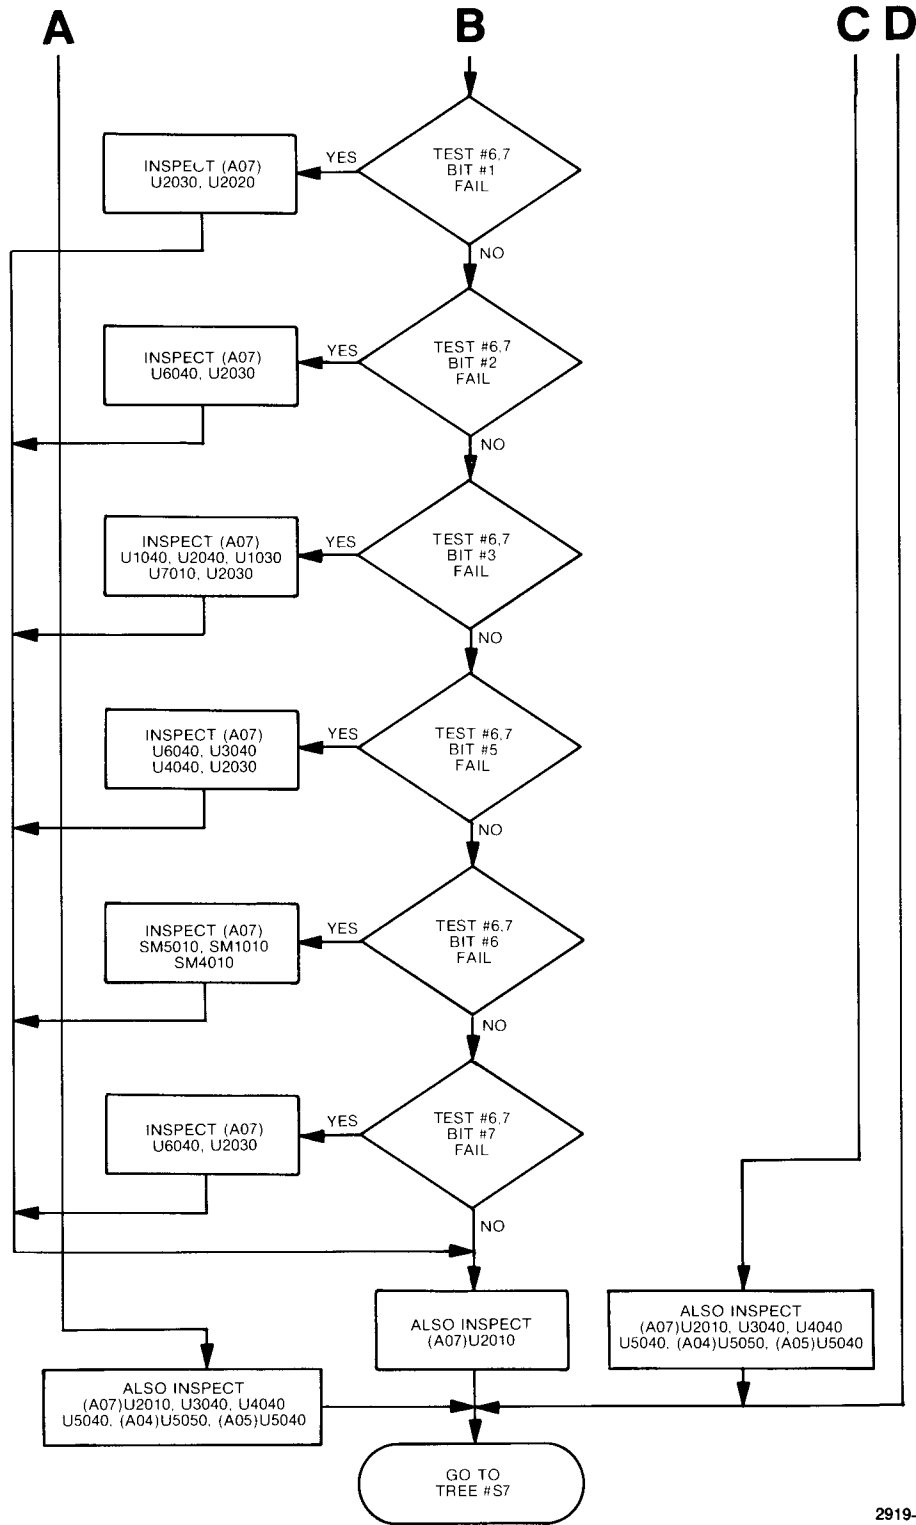 A B C D
TEST #6,7
BIT #1
FAIL
YES
INSPECT (A07)
U2030, U2020
NO
TEST #6,7
BIT #2
FAIL
YES
INSPECT (A07)
U6040, U2030
NO
TEST #6,7
BIT #3
FAIL
YES
INSPECT (A07)
U1040, U2040, U1030
U7010, U2030
NO
TEST #6,7
BIT #5
FAIL
YES
INSPECT (A07)
U6040, U3040
U4040, U2030
NO
TEST #6,7
BIT #6
FAIL
YES
INSPECT (A07)
SM5010, SM1010
SM4010
NO
TEST #6,7
BIT #7
FAIL
YES
INSPECT (A07)
U6040, U2030
NO
ALSO INSPECT
(A07)U2010
ALSO INSPECT
(A07)U2010, U3040, U4040
U5040, (A04)U5050, (A05)U5040
ALSO INSPECT
(A07)U2010, U3040, U4040
U5040, (A04)U5050, (A05)U5040
GO TO
TREE #S7
2919-